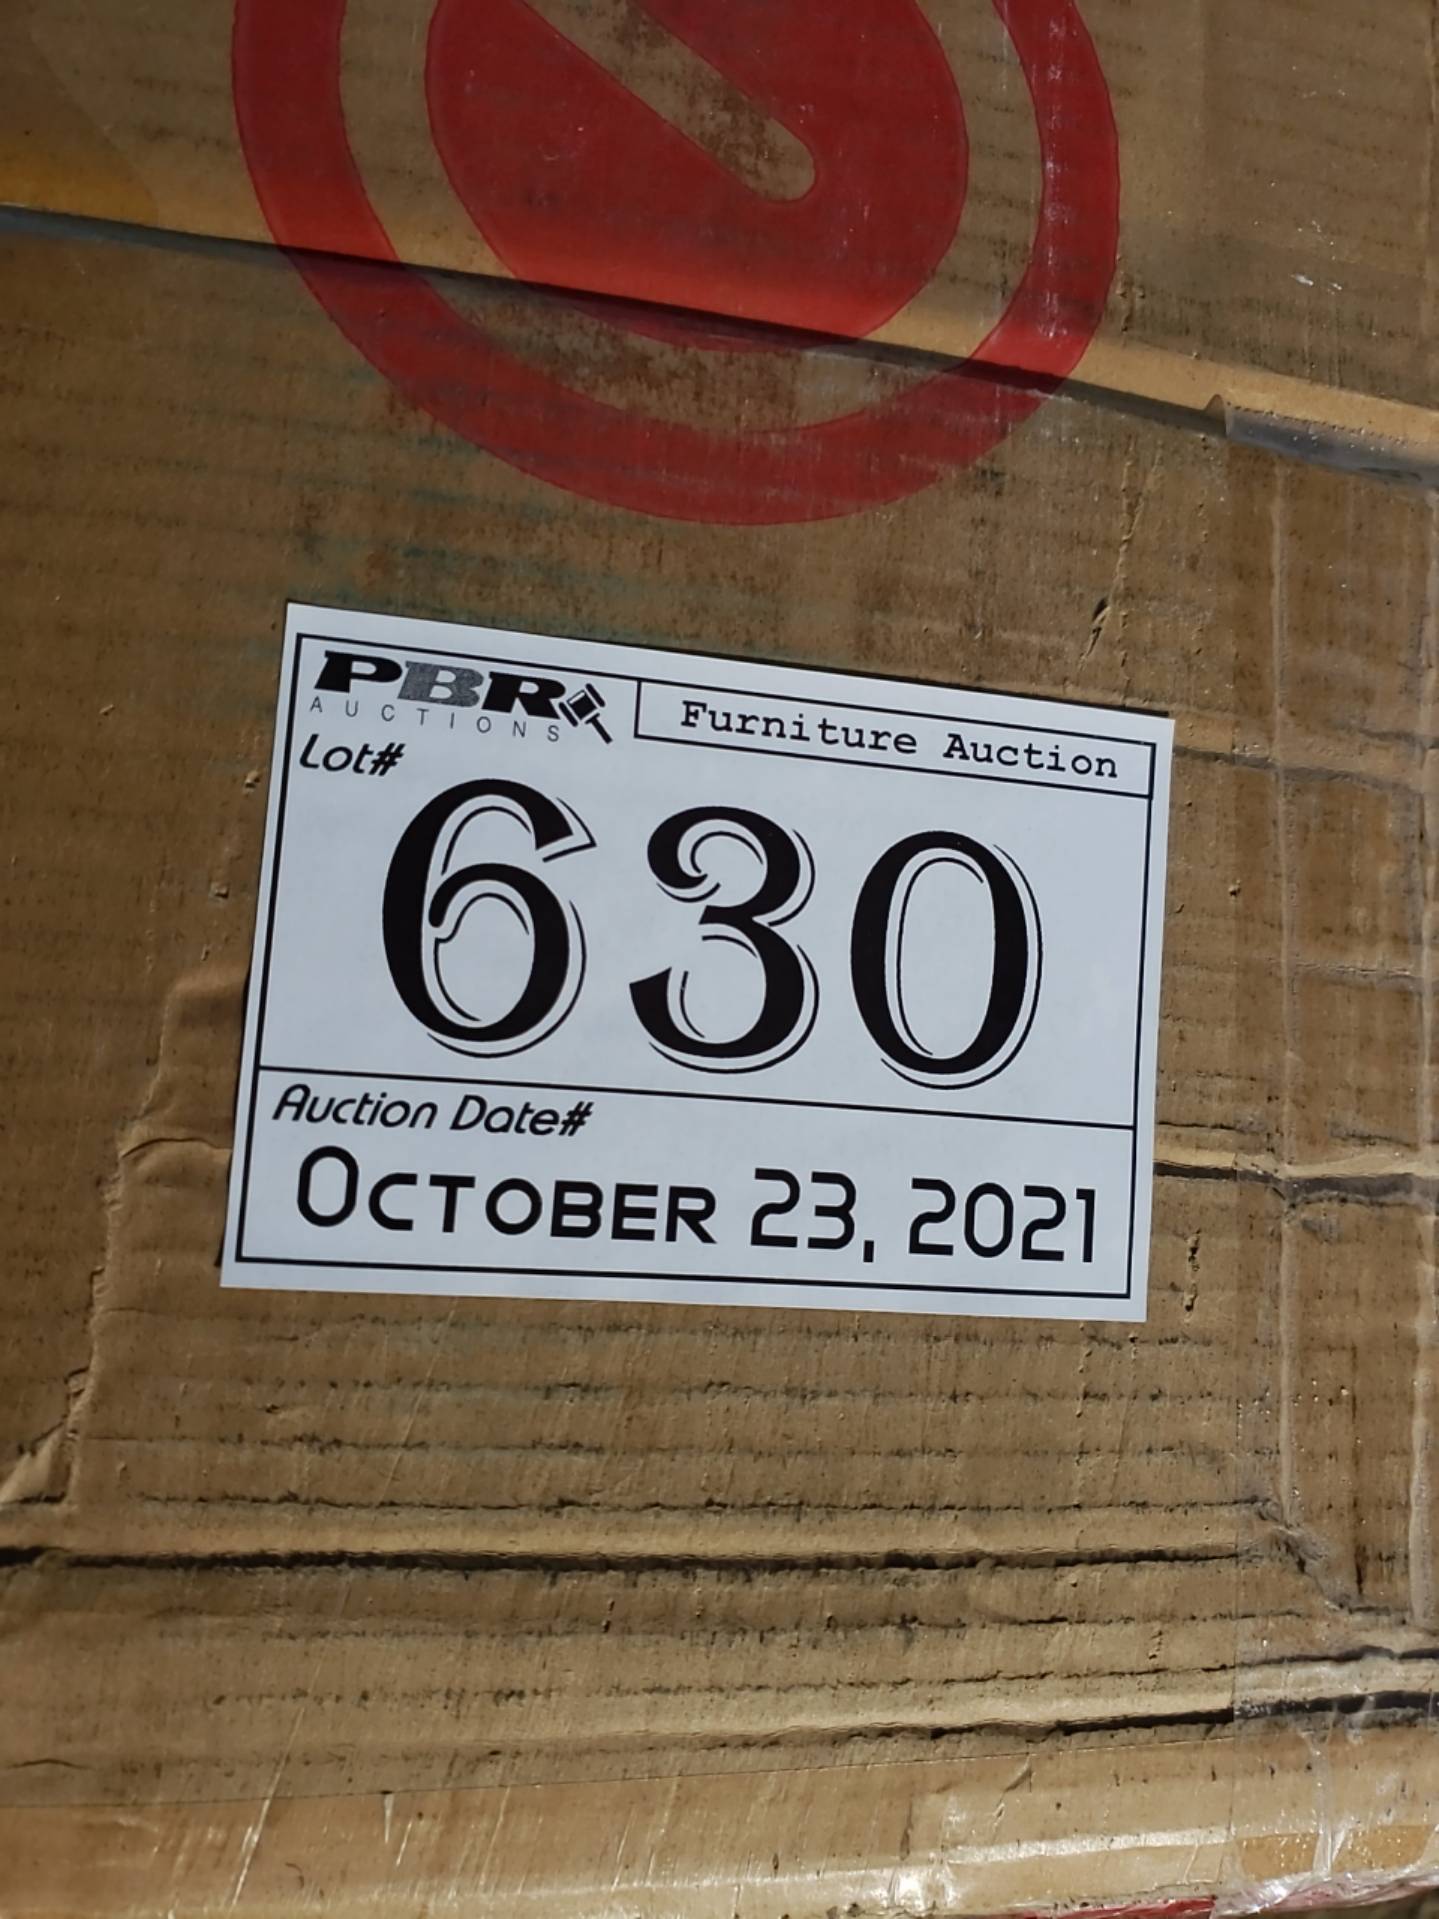 PBR
AUCTIONS
Furniture Auction
Lot#
630
Auction Date#
OCTOBER 23, 2021